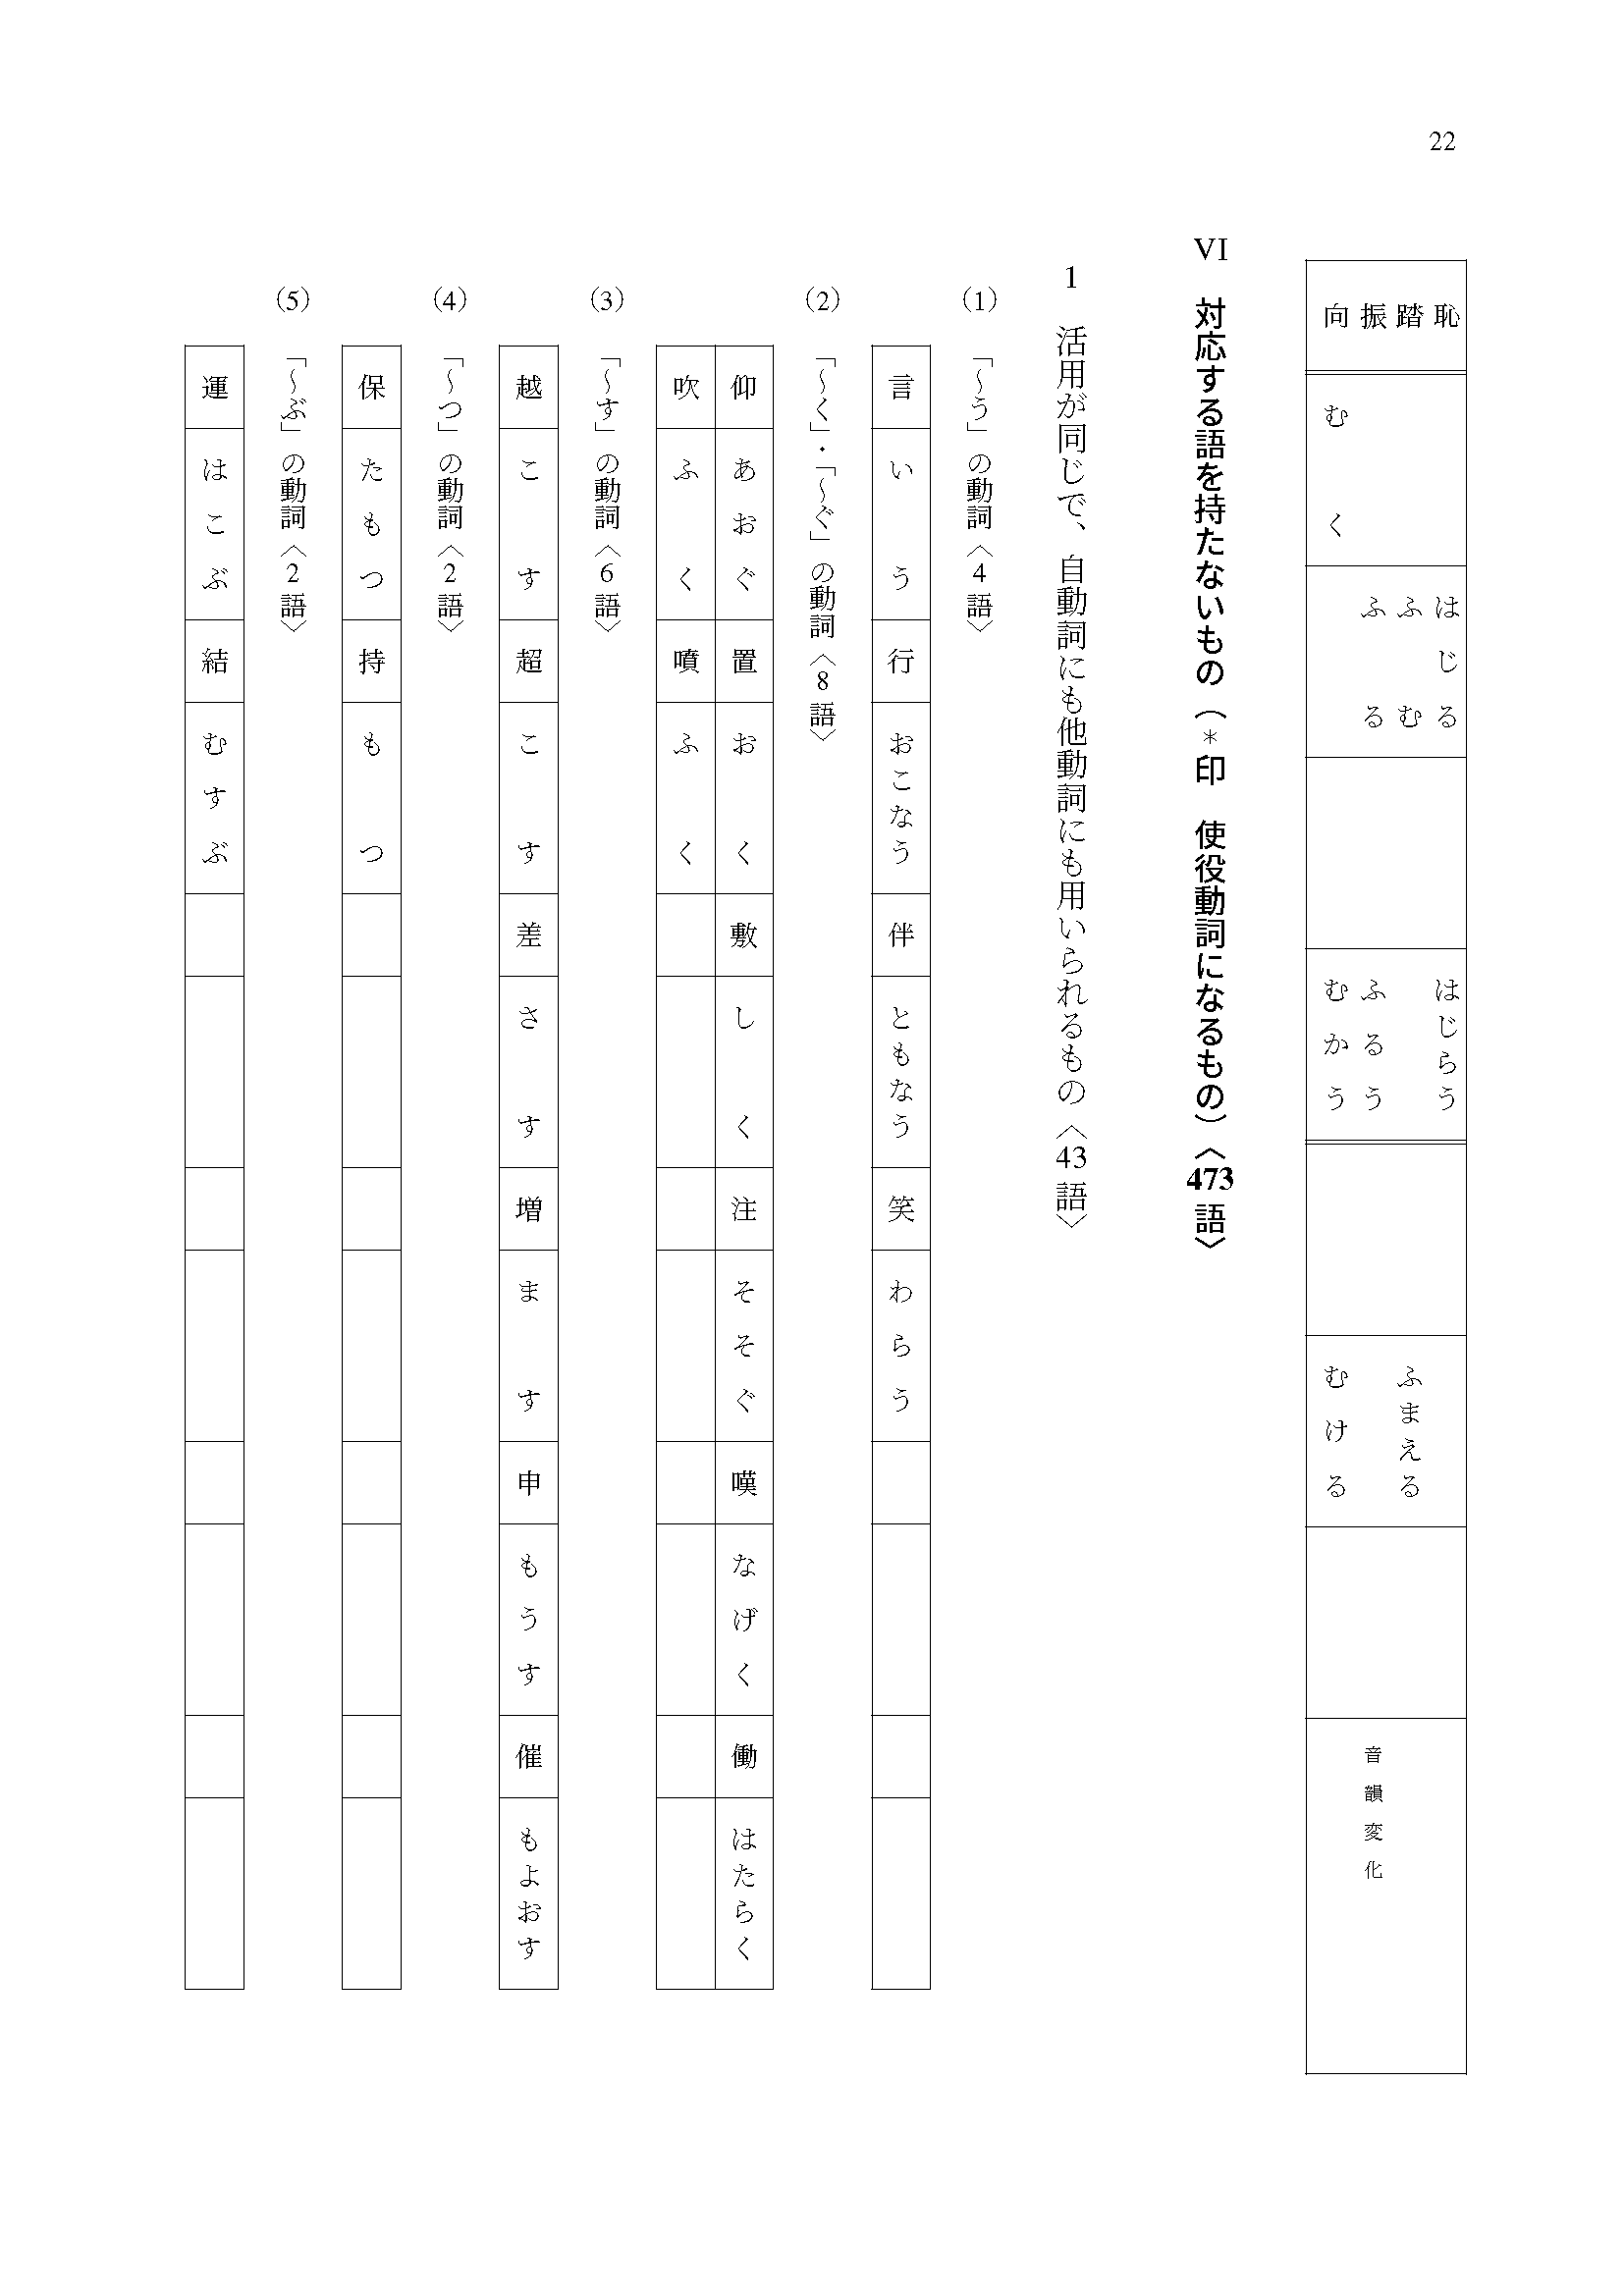 22
恥　はじる　はじらう
踏　ふむ　ふまえる
振　ふる　ふるう　音韻変化
向　むく　むかう　むける
VI　対応する語を持たないもの（＊印　使役動詞になるもの）〈473語〉
1　活用が同じで、自動詞にも他動詞にも用いられるもの〈43語〉
(1)　「～う」の動詞〈4語〉
言　いう　行　おこなう　伴　ともなう　笑　わらう
(2)　「～く」・「～ぐ」の動詞〈8語〉
仰　あおぐ　置　おく　敷　しく　注　そそぐ　嘆　なげく　働　はたらく
吹　ふく　噴　ふく
(3)　「～す」の動詞〈6語〉
越　こす　超　こす　差　さす　増　ます　申　もうす　催　もよおす
(4)　「～つ」の動詞〈2語〉
保　たもつ　持　もつ
(5)　「～ぶ」の動詞〈2語〉
運　はこぶ　結　むすぶ